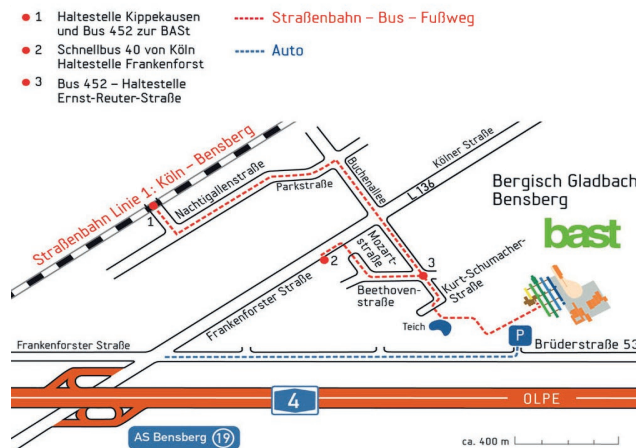 1 Haltestelle Kippekausen
und Bus 452 zur BASt
2 Schnellbus 40 von Köln
Haltestelle Frankenforst
3 Bus 452 – Haltestelle
Ernst-Reuter-Straße
Straßenbahn – Bus – Fußweg
Auto
Straßenbahn Linie 1: Köln – Bensberg
1
Nachtigallenstraße
Parkstraße
Buchenallee
Kölner Straße
L 136
Bergisch Gladbach
Bensberg
bast
Mozart-
straße
2
3
Beethoven-
straße
Kurt-Schumacher-
Straße
Frankenforster Straße
Teich
P
Frankenforster Straße
Brüderstraße 53
4
OLPE
AS Bensberg 19
ca. 400 m